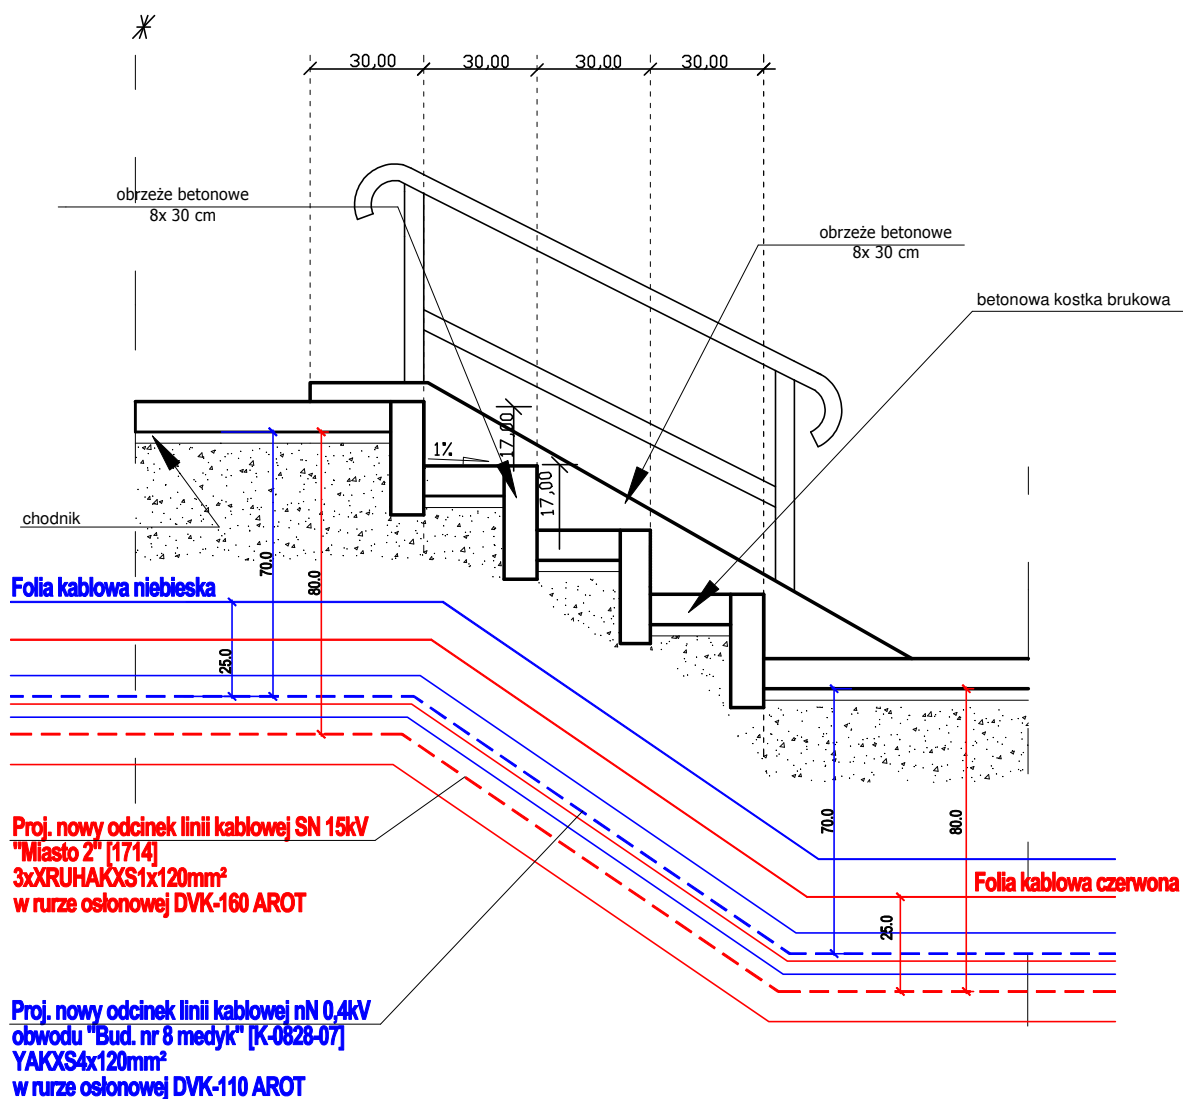 30,00
30,00
30,00
30,00
obrzeże betonowe
8x 30 cm
obrzeże betonowe
8x 30 cm
betonowa kostka brukowa
17,00
1%
17,00
chodnik
70.0
80.0
Folia kablowa niebieska
25.0
70.0
80.0
Proj. nowy odcinek linii kablowej SN 15kV
"Miasto 2" [1714]
3xXRUHAKXS1x120mm²
w rurze osłonowej DVK-160 AROT
Folia kablowa czerwona
25.0
Proj. nowy odcinek linii kablowej nN 0,4kV
obwodu "Bud. nr 8 medyk" [K-0828-07]
YAKXS4x120mm²
w rurze osłonowej DVK-110 AROT